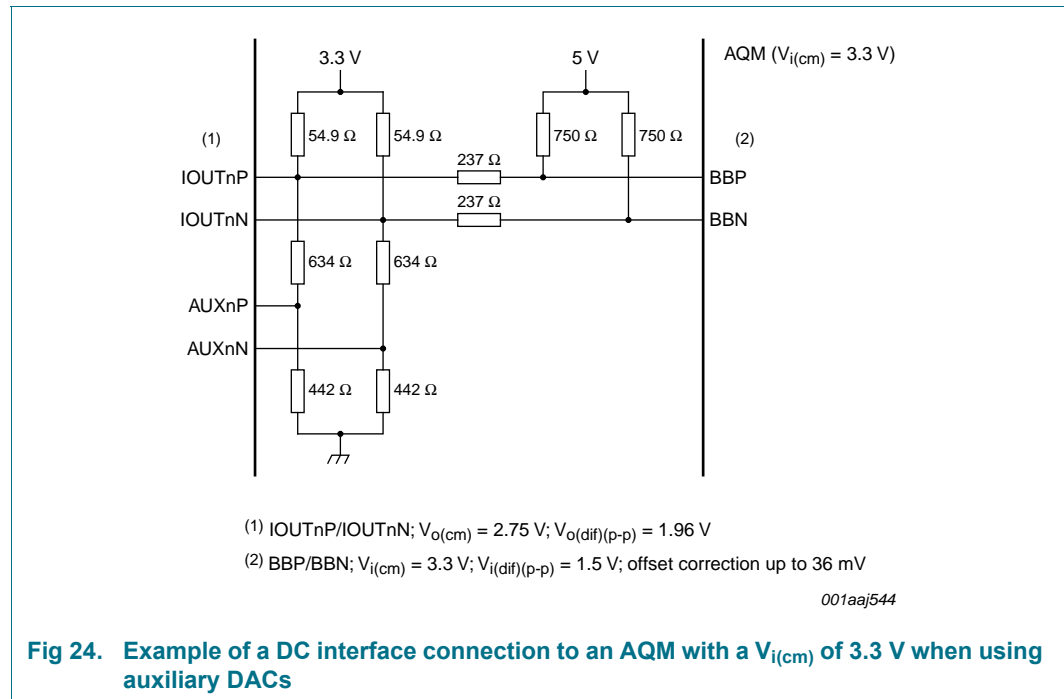 3.3 V
5 V
AQM (Vi(cm) = 3.3 V)
(1)
54.9 Ω
54.9 Ω
750 Ω
750 Ω
(2)
237 Ω
IOUTnP
BBP
237 Ω
IOUTnN
BBN
634 Ω
634 Ω
AUXnP
AUXnN
442 Ω
442 Ω
(1) IOUTnP/IOUTnN; Vo(cm) = 2.75 V; Vo(dif)(p-p) = 1.96 V
(2) BBP/BBN; Vi(cm) = 3.3 V; Vi(dif)(p-p) = 1.5 V; offset correction up to 36 mV
001aaj544
Fig 24. Example of a DC interface connection to an AQM with a Vi(cm) of 3.3 V when using
auxiliary DACs